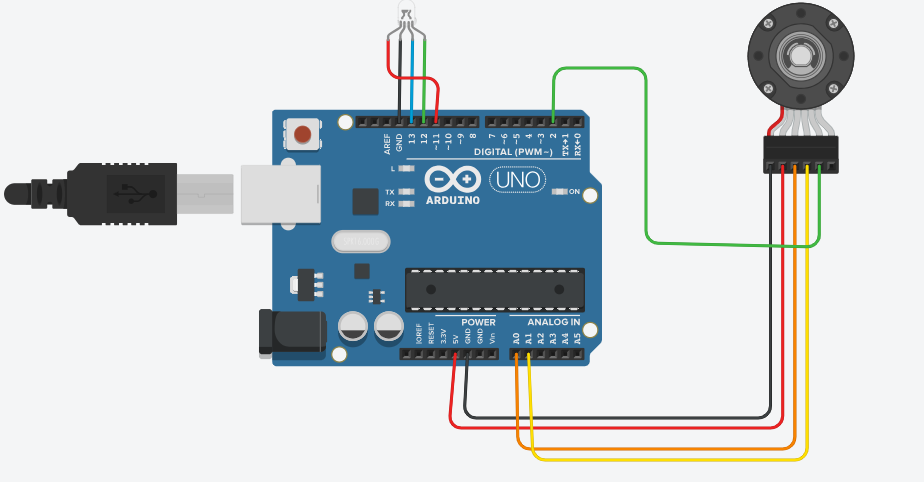 AREF
GND
13
12
~11
~10
~9
8
7
~6
~5
4
~3
2
TX→1
RX←0
DIGITAL (PWM~)
L
TX
RX
ARDUINO
UNO
ON
POWER
ANALOG IN
IOREF
RESET
3.3V
5V
GND
GND
Vin
A0
A1
A2
A3
A4
A5